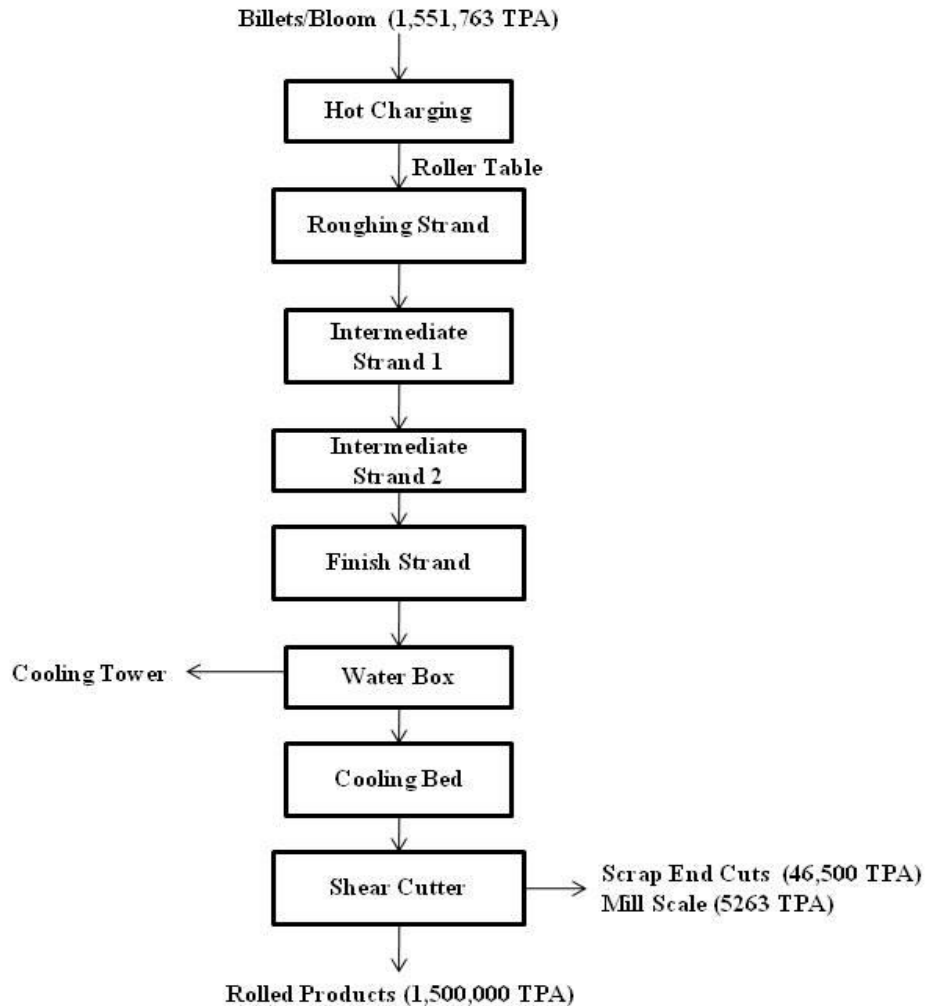 Billets/Bloom (1,551,763 TPA)
Hot Charging
Roller Table
Roughing Strand
Intermediate
Strand 1
Intermediate
Strand 2
Finish Strand
Cooling Tower
Water Box
Cooling Bed
Shear Cutter
Scrap End Cuts (46,500 TPA)
Mill Scale (5263 TPA)
Rolled Products (1,500,000 TPA)